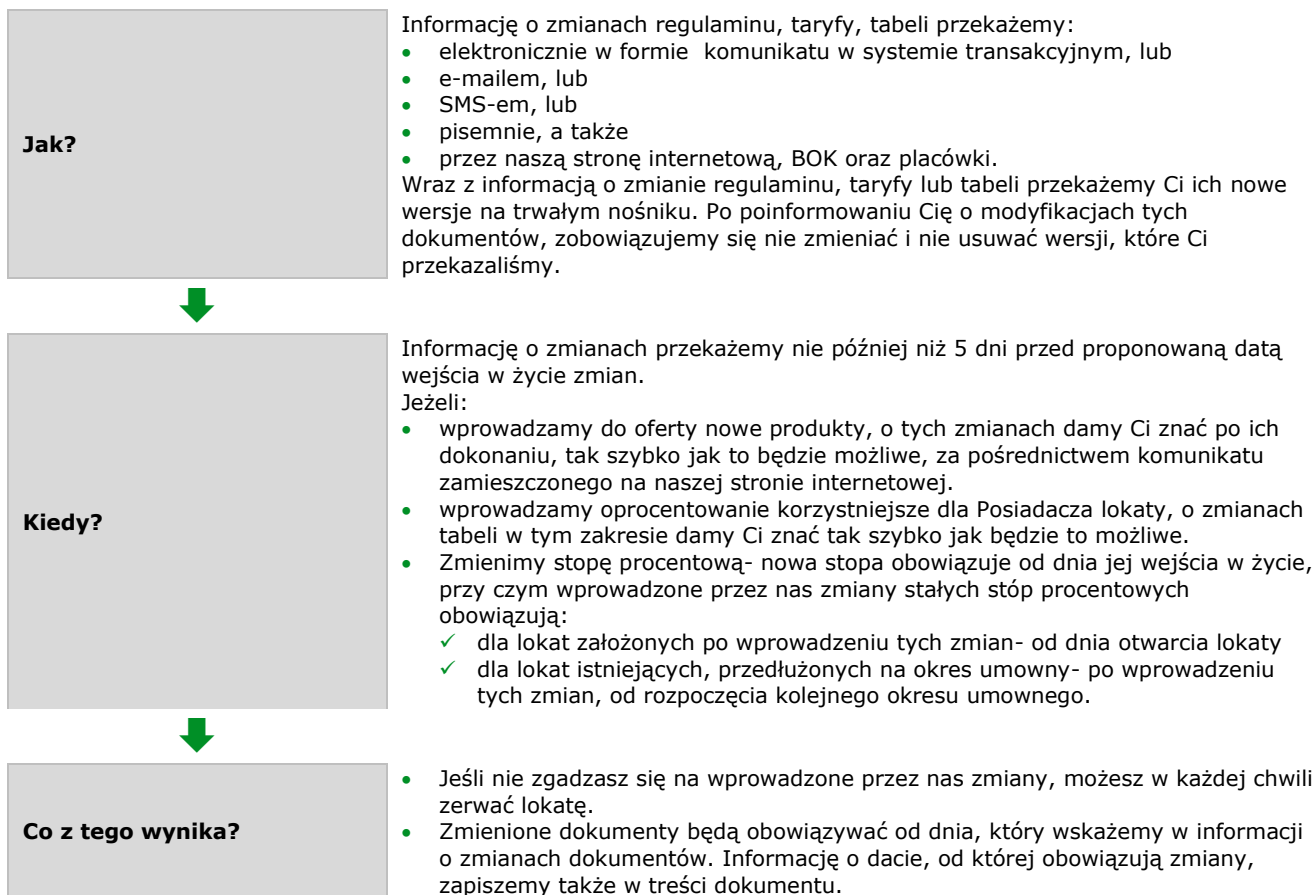 Jak?
Informację o zmianach regulaminu, taryfy, tabeli przekażemy:
• elektronicznie w formie  komunikatu w systemie transakcyjnym, lub
• e-mailem, lub
• SMS-em, lub
• pisemnie, a także
• przez naszą stronę internetową, BOK oraz placówki.
Wraz z informacją o zmianie regulaminu, taryfy lub tabeli przekażemy Ci ich nowe
wersje na trwałym nośniku. Po poinformowaniu Cię o modyfikacjach tych
dokumentów, zobowiązujemy się nie zmieniać i nie usuwać wersji, które Ci
przekazaliśmy.
Kiedy?
Informację o zmianach przekażemy nie później niż 5 dni przed proponowaną datą
wejścia w życie zmian.
Jeżeli:
• wprowadzamy do oferty nowe produkty, o tych zmianach damy Ci znać po ich
dokonaniu, tak szybko jak to będzie możliwe, za pośrednictwem komunikatu
zamieszczonego na naszej stronie internetowej.
• wprowadzamy oprocentowanie korzystniejsze dla Posiadacza lokaty, o zmianach
tabeli w tym zakresie damy Ci znać tak szybko jak będzie to możliwe.
• Zmienimy stopę procentową- nowa stopa obowiązuje od dnia jej wejścia w życie,
przy czym wprowadzone przez nas zmiany stałych stóp procentowych
obowiązują:
✓ dla lokat założonych po wprowadzeniu tych zmian- od dnia otwarcia lokaty
✓ dla lokat istniejących, przedłużonych na okres umowny- po wprowadzeniu
tych zmian, od rozpoczęcia kolejnego okresu umownego.
Co z tego wynika?
• Jeśli nie zgadzasz się na wprowadzone przez nas zmiany, możesz w każdej chwili
zerwać lokatę.
• Zmienione dokumenty będą obowiązywać od dnia, który wskażemy w informacji
o zmianach dokumentów. Informację o dacie, od której obowiązują zmiany,
zapiszemy także w treści dokumentu.